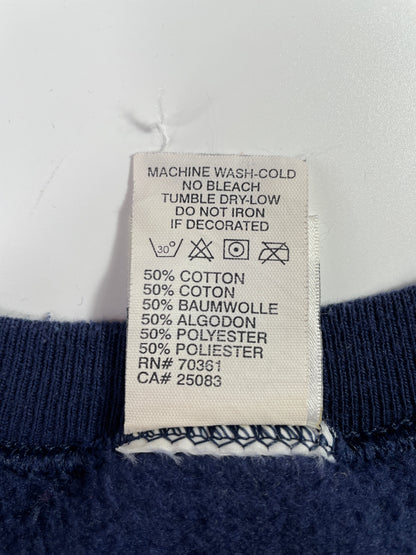 MACHINE WASH-COLD
NO BLEACH
TUMBLE DRY-LOW
DO NOT IRON
IF DECORATED
30°
50% COTTON
50% COTON
50% BAUMWOLLE
50% ALGODON
50% POLYESTER
50% POLIESTER
RN# 70361
CA# 25083